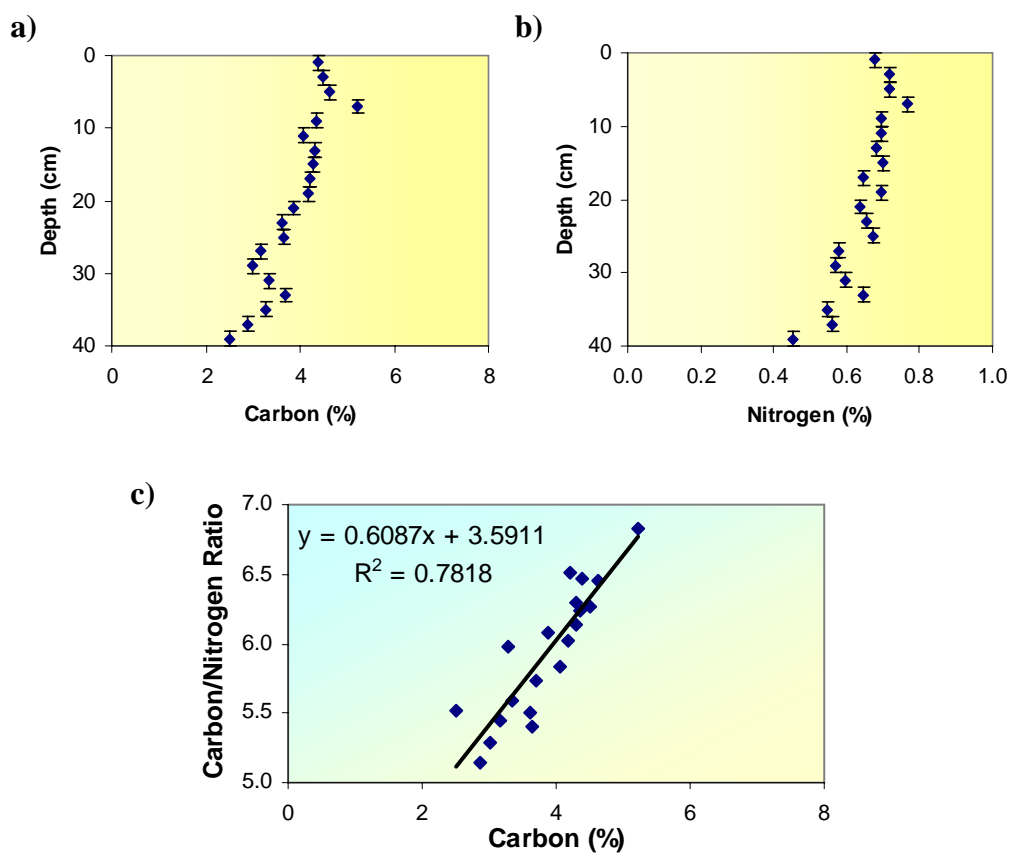 a)
0
10
20
30
40
Depth (cm)
0 2 4 6 8
Carbon (%)
b)
0
10
20
30
40
Depth (cm)
0.0 0.2 0.4 0.6 0.8 1.0
Nitrogen (%)
c)
7.0
6.5
6.0
5.5
5.0
Carbon/Nitrogen Ratio
y = 0.6087x + 3.5911
R² = 0.7818
0 2 4 6 8
Carbon (%)